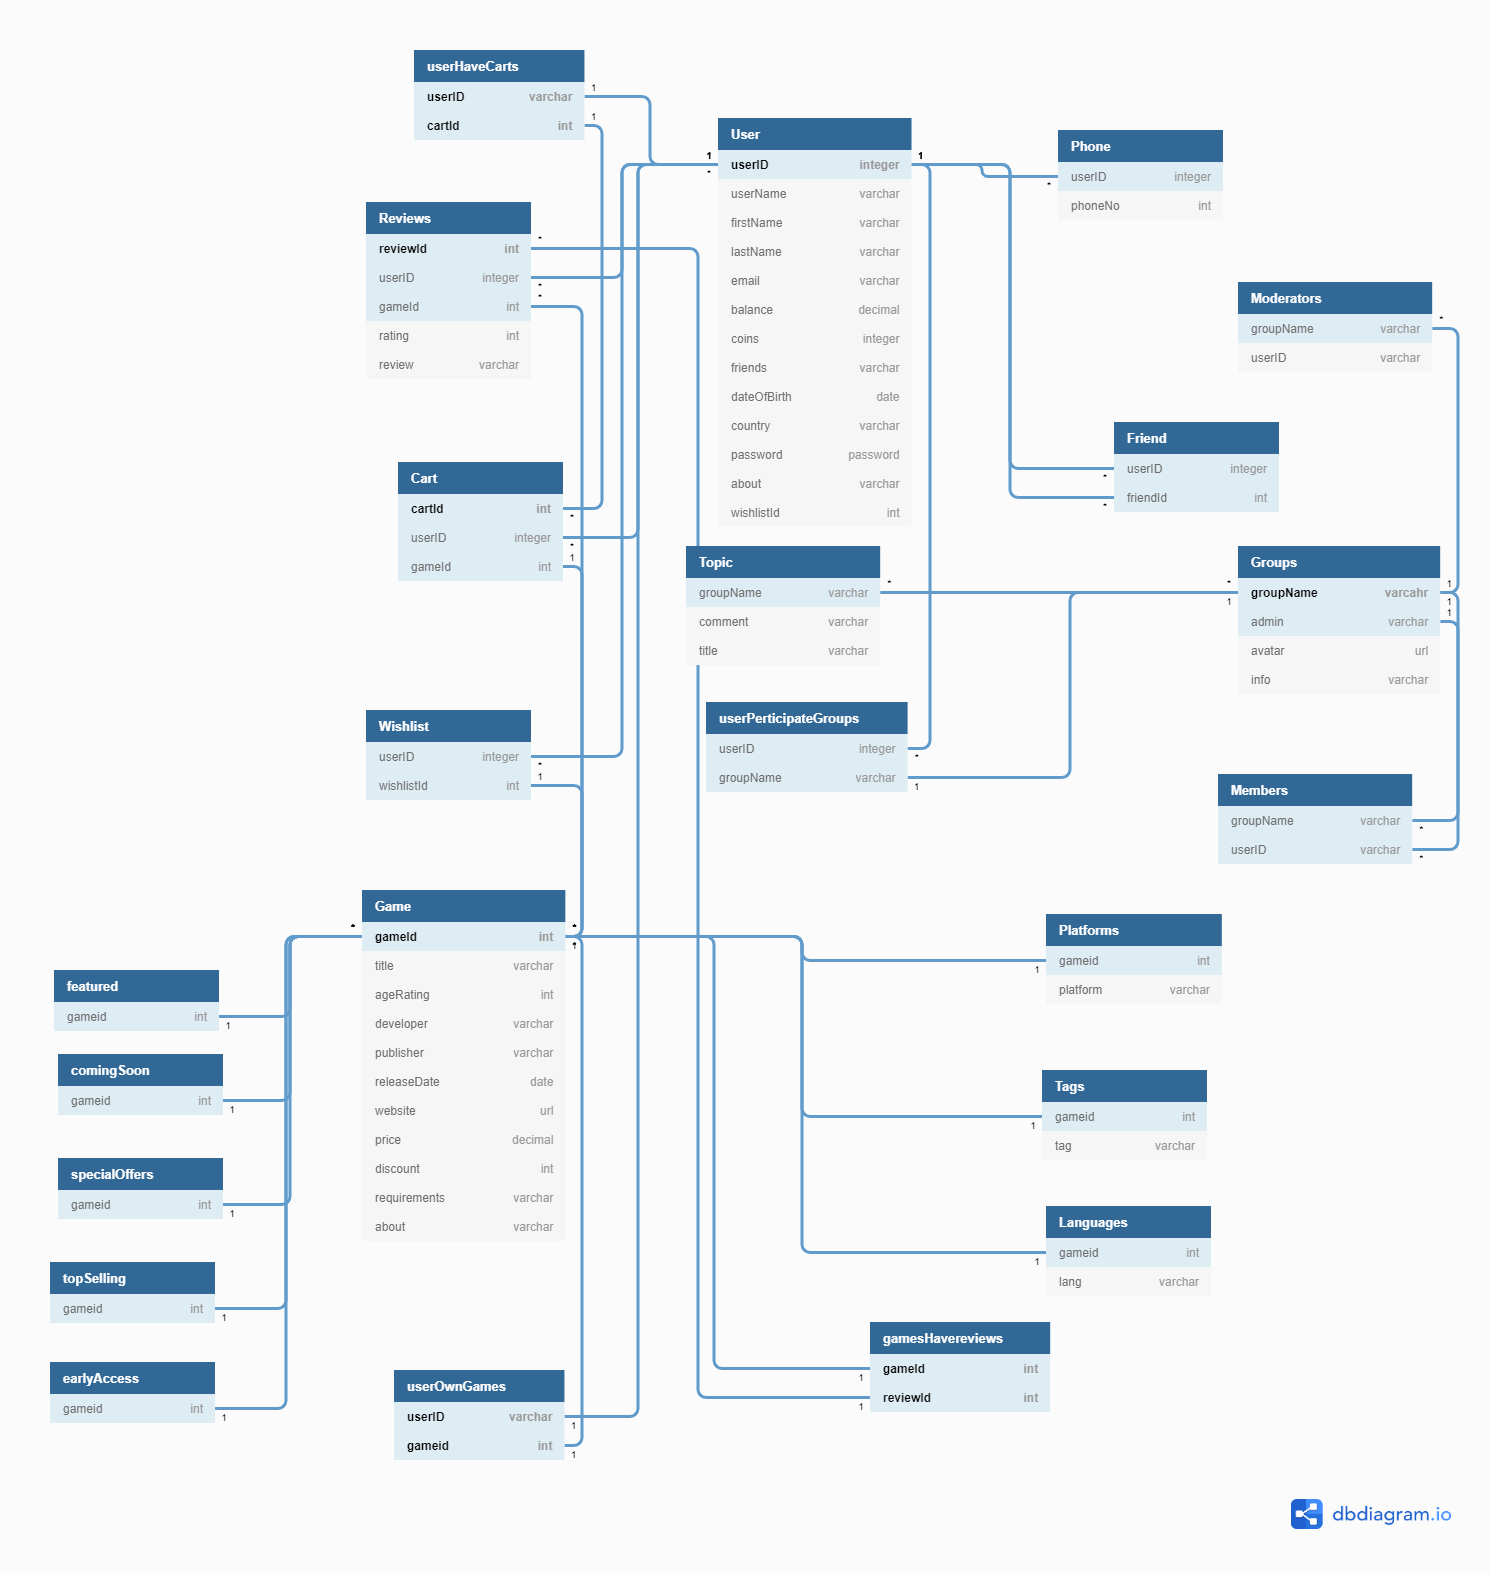 userHaveCarts
userID varchar
cartId int
User
userID integer
userName varchar
firstName varchar
lastName varchar
email varchar
balance decimal
coins integer
friends varchar
dateOfBirth date
country varchar
password password
about varchar
wishlistId int
Phone
userID integer
phoneNo int
Reviews
reviewId int
userID integer
gameId int
rating int
review varchar
Moderators
groupName varchar
userID varchar
Friend
userID integer
friendId int
Cart
cartId int
userID integer
gameId int
Topic
groupName varchar
comment varchar
title varchar
Groups
groupName varcahr
admin varchar
avatar url
info varchar
Wishlist
userID integer
wishlistId int
userPerticipateGroups
userID integer
groupName varchar
Members
groupName varchar
userID varchar
Game
gameId int
title varchar
ageRating int
developer varchar
publisher varchar
releaseDate date
website url
price decimal
discount int
requirements varchar
about varchar
Platforms
gameid int
platform varchar
featured
gameid int
comingSoon
gameid int
specialOffers
gameid int
topSelling
gameid int
earlyAccess
gameid int
Tags
gameid int
tag varchar
Languages
gameid int
lang varchar
gamesHavereviews
gameId int
reviewId int
userOwnGames
userID varchar
gameid int
dbdiagram.io